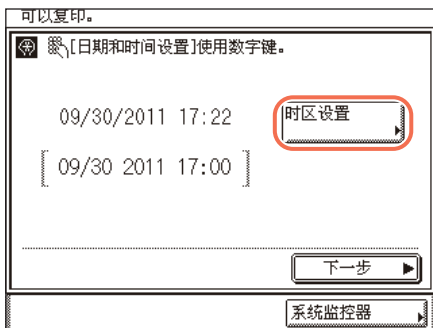 可以复印。
[日期和时间设置]使用数字键。
09/30/2011 17:22
时区设置
[ 09/30 2011 17:00 ]
下一步
系统监控器